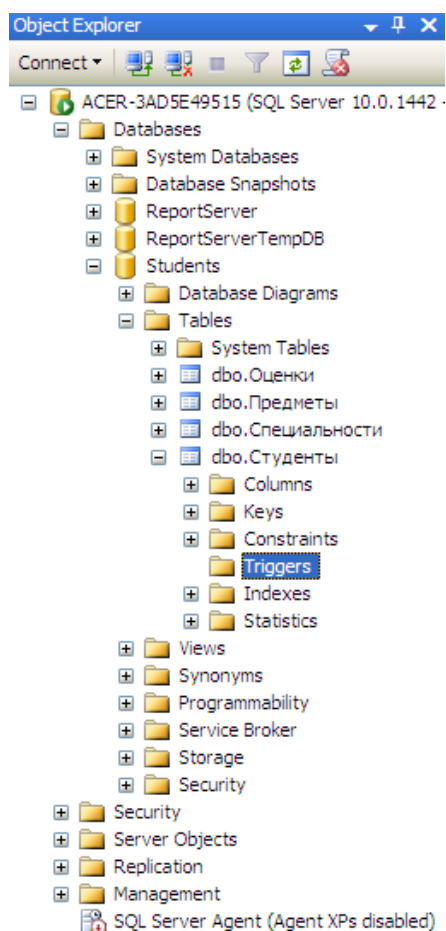 Object Explorer
Connect
ACER-3AD5E49515 (SQL Server 10.0.1442 -
Databases
System Databases
Database Snapshots
ReportServer
ReportServerTempDB
Students
Database Diagrams
Tables
System Tables
dbo.Оценки
dbo.Предметы
dbo.Специальности
dbo.Студенты
Columns
Keys
Constraints
Triggers
Indexes
Statistics
Views
Synonyms
Programmability
Service Broker
Storage
Security
Security
Server Objects
Replication
Management
SQL Server Agent (Agent XPs disabled)